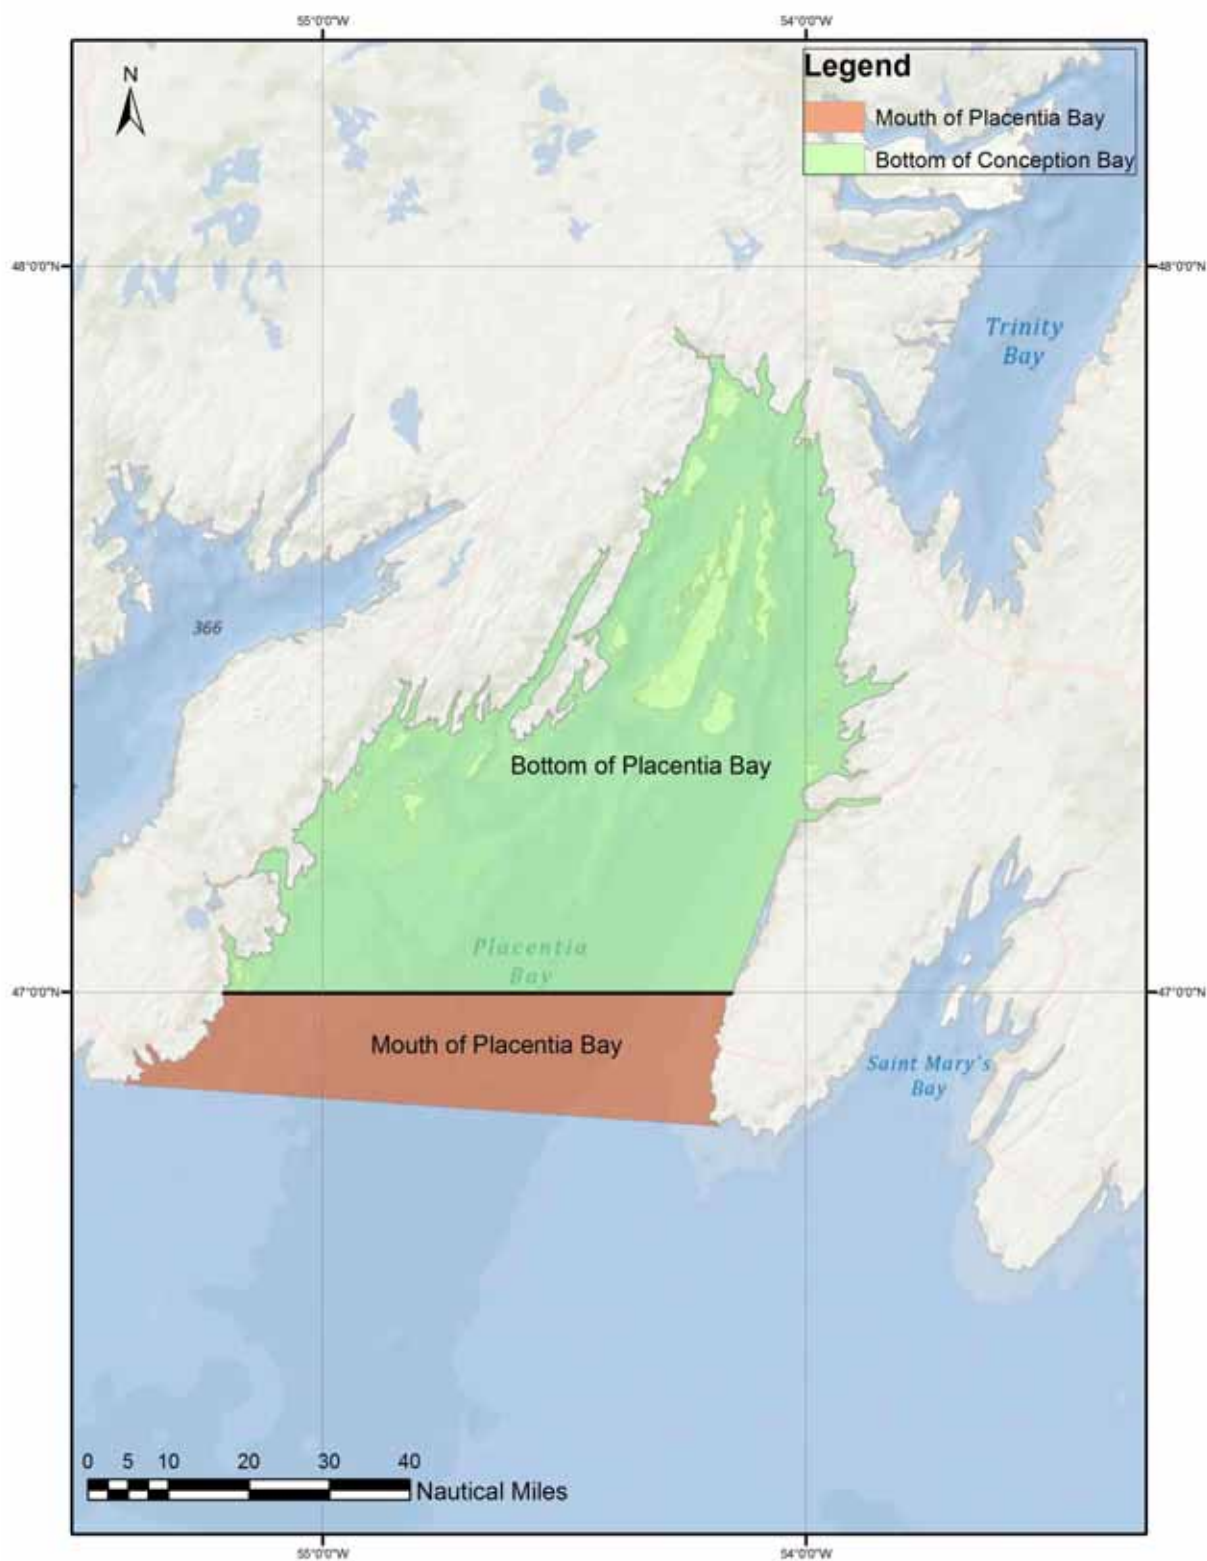 55°0'0"W
54°0'0"W
N
Legend
Mouth of Placentia Bay
Bottom of Conception Bay
48°0'0"N
48°0'0"N
Trinity
Bay
366
Bottom of Placentia Bay
Placentia
Bay
47°0'0"N
47°0'0"N
Mouth of Placentia Bay
Saint Mary's
Bay
0 5 10 20 30 40
Nautical Miles
55°0'0"W
54°0'0"W